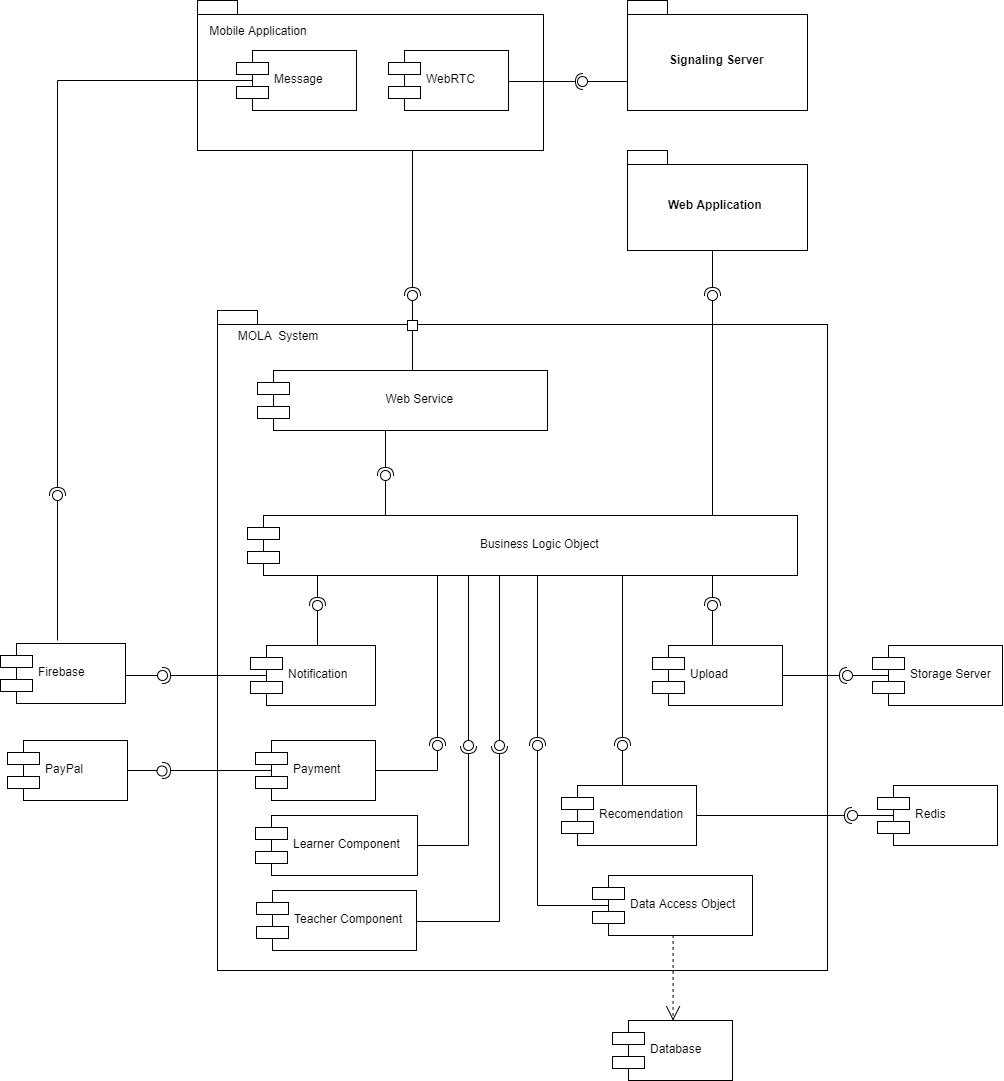 Mobile Application
Message
WebRTC
Signaling Server
Web Application
MOLA  System
Web Service
Business Logic Object
Firebase
Notification
Upload
Storage Server
PayPal
Payment
Recomendation
Redis
Learner Component
Teacher Component
Data Access Object
Database